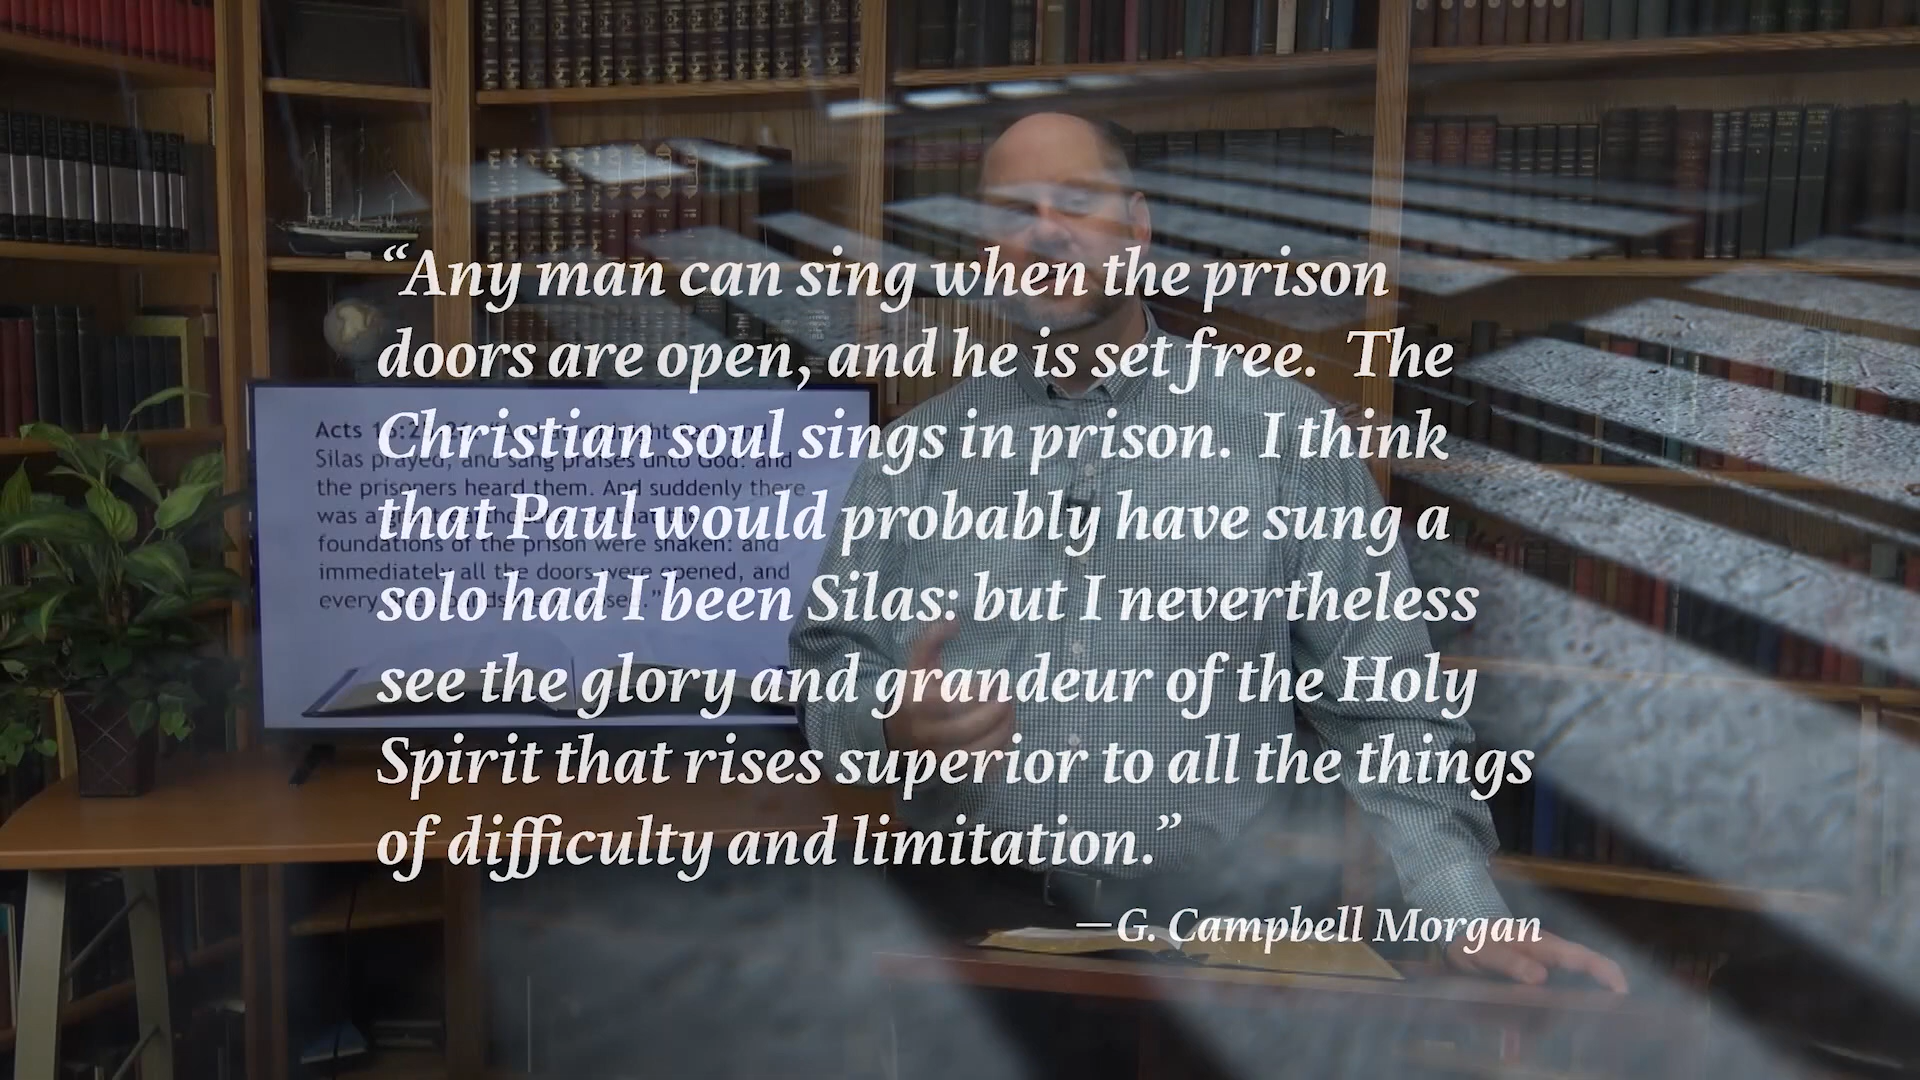 “Any man can sing when the prison
doors are open, and he is set free. The
Christian soul sings in prison. I think
that Paul would probably have sung a
solo had I been Silas: but I nevertheless
see the glory and grandeur of the Holy
Spirit that rises superior to all the things
of difficulty and limitation.”
—G. Campbell Morgan
Acts
Silas prayed, and sang praises unto God: and
the prisoners heard them. And suddenly there
was a
foundations of the prison were shaken: and
immediately all the doors were opened, and
every